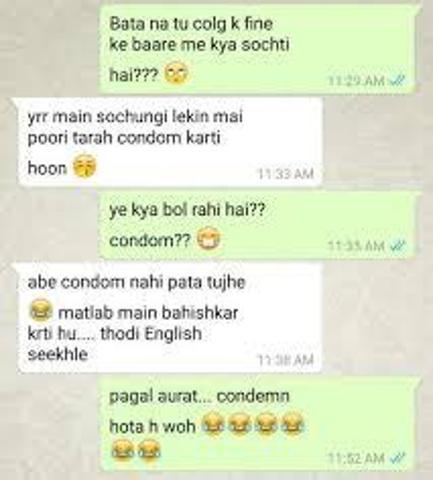 Bata na tu colg k fine
ke baare me kya sochti
hai??? 🤭
11:29 AM
yrr main sochungi lekin mai
poori tarah condom karti
hoon 😚
11:33 AM
ye kya bol rahi hai??
condom?? 😷
11:35 AM
abe condom nahi pata tujhe
😂 matlab main bahishkar
krti hu.... thodi English
seekhle
11:38 AM
pagal aurat... condemn
hota h woh 😂😂😂😂
😂😂
11:52 AM